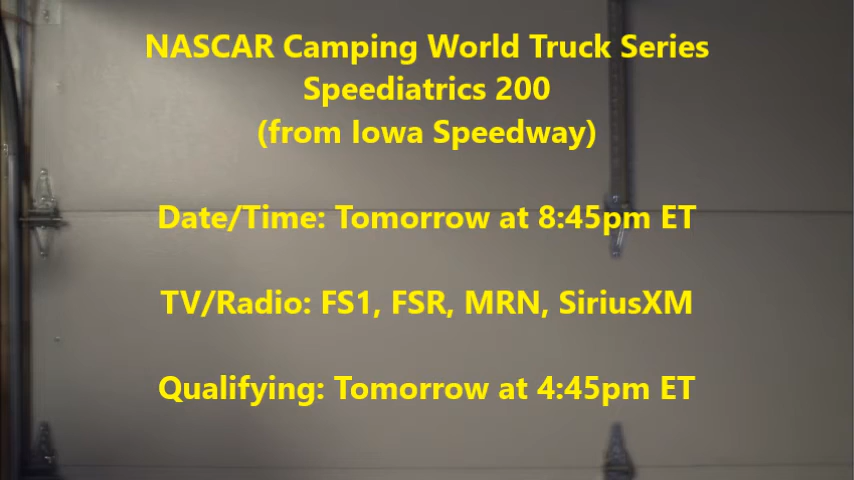 NASCAR Camping World Truck Series
Speediatrics 200
(from Iowa Speedway)
Date/Time: Tomorrow at 8:45pm ET
TV/Radio: FS1, FSR, MRN, SiriusXM
Qualifying: Tomorrow at 4:45pm ET